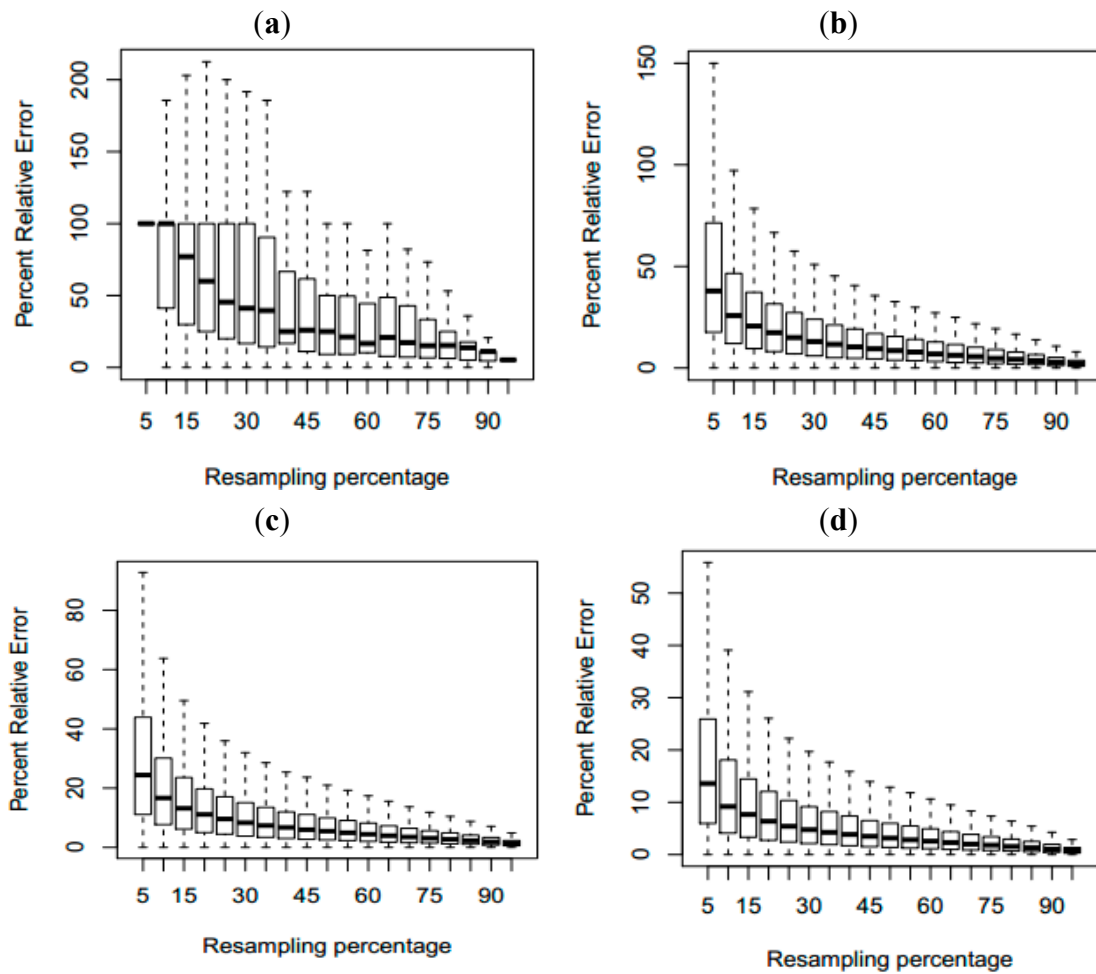 (a)
Percent Relative Error
200
150
100
50
0
5 15 30 45 60 75 90
Resampling percentage
(b)
Percent Relative Error
150
100
50
0
5 15 30 45 60 75 90
Resampling percentage
(c)
Percent Relative Error
80
60
40
20
0
5 15 30 45 60 75 90
Resampling percentage
(d)
Percent Relative Error
50
40
30
20
10
0
5 15 30 45 60 75 90
Resampling percentage